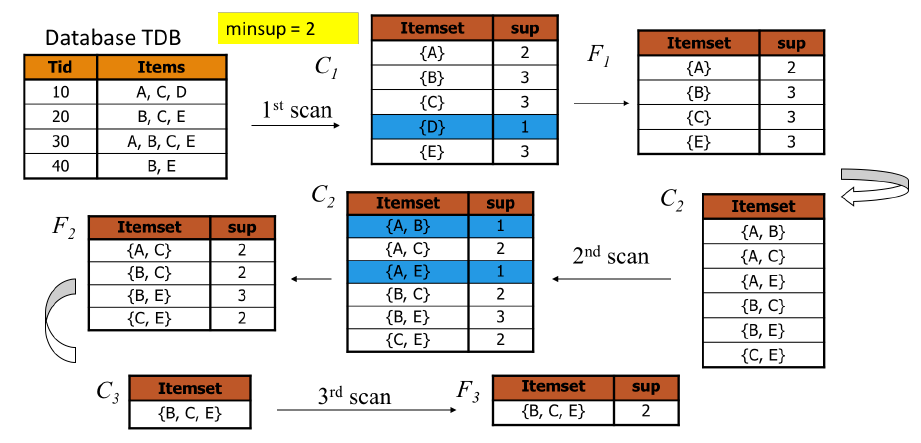 Database TDB
Tid Items
10 A, C, D
20 B, C, E
30 A, B, C, E
40 B, E
minsup = 2
1st scan
C1
Itemset sup
{A} 2
{B} 3
{C} 3
{D} 1
{E} 3
F1
Itemset sup
{A} 2
{B} 3
{C} 3
{E} 3
C2
Itemset
{A, B}
{A, C}
{A, E}
{B, C}
{B, E}
{C, E}
2nd scan
C2
Itemset sup
{A, B} 1
{A, C} 2
{A, E} 1
{B, C} 2
{B, E} 3
{C, E} 2
F2
Itemset sup
{A, C} 2
{B, C} 2
{B, E} 3
{C, E} 2
C3
Itemset
{B, C, E}
3rd scan
F3
Itemset sup
{B, C, E} 2